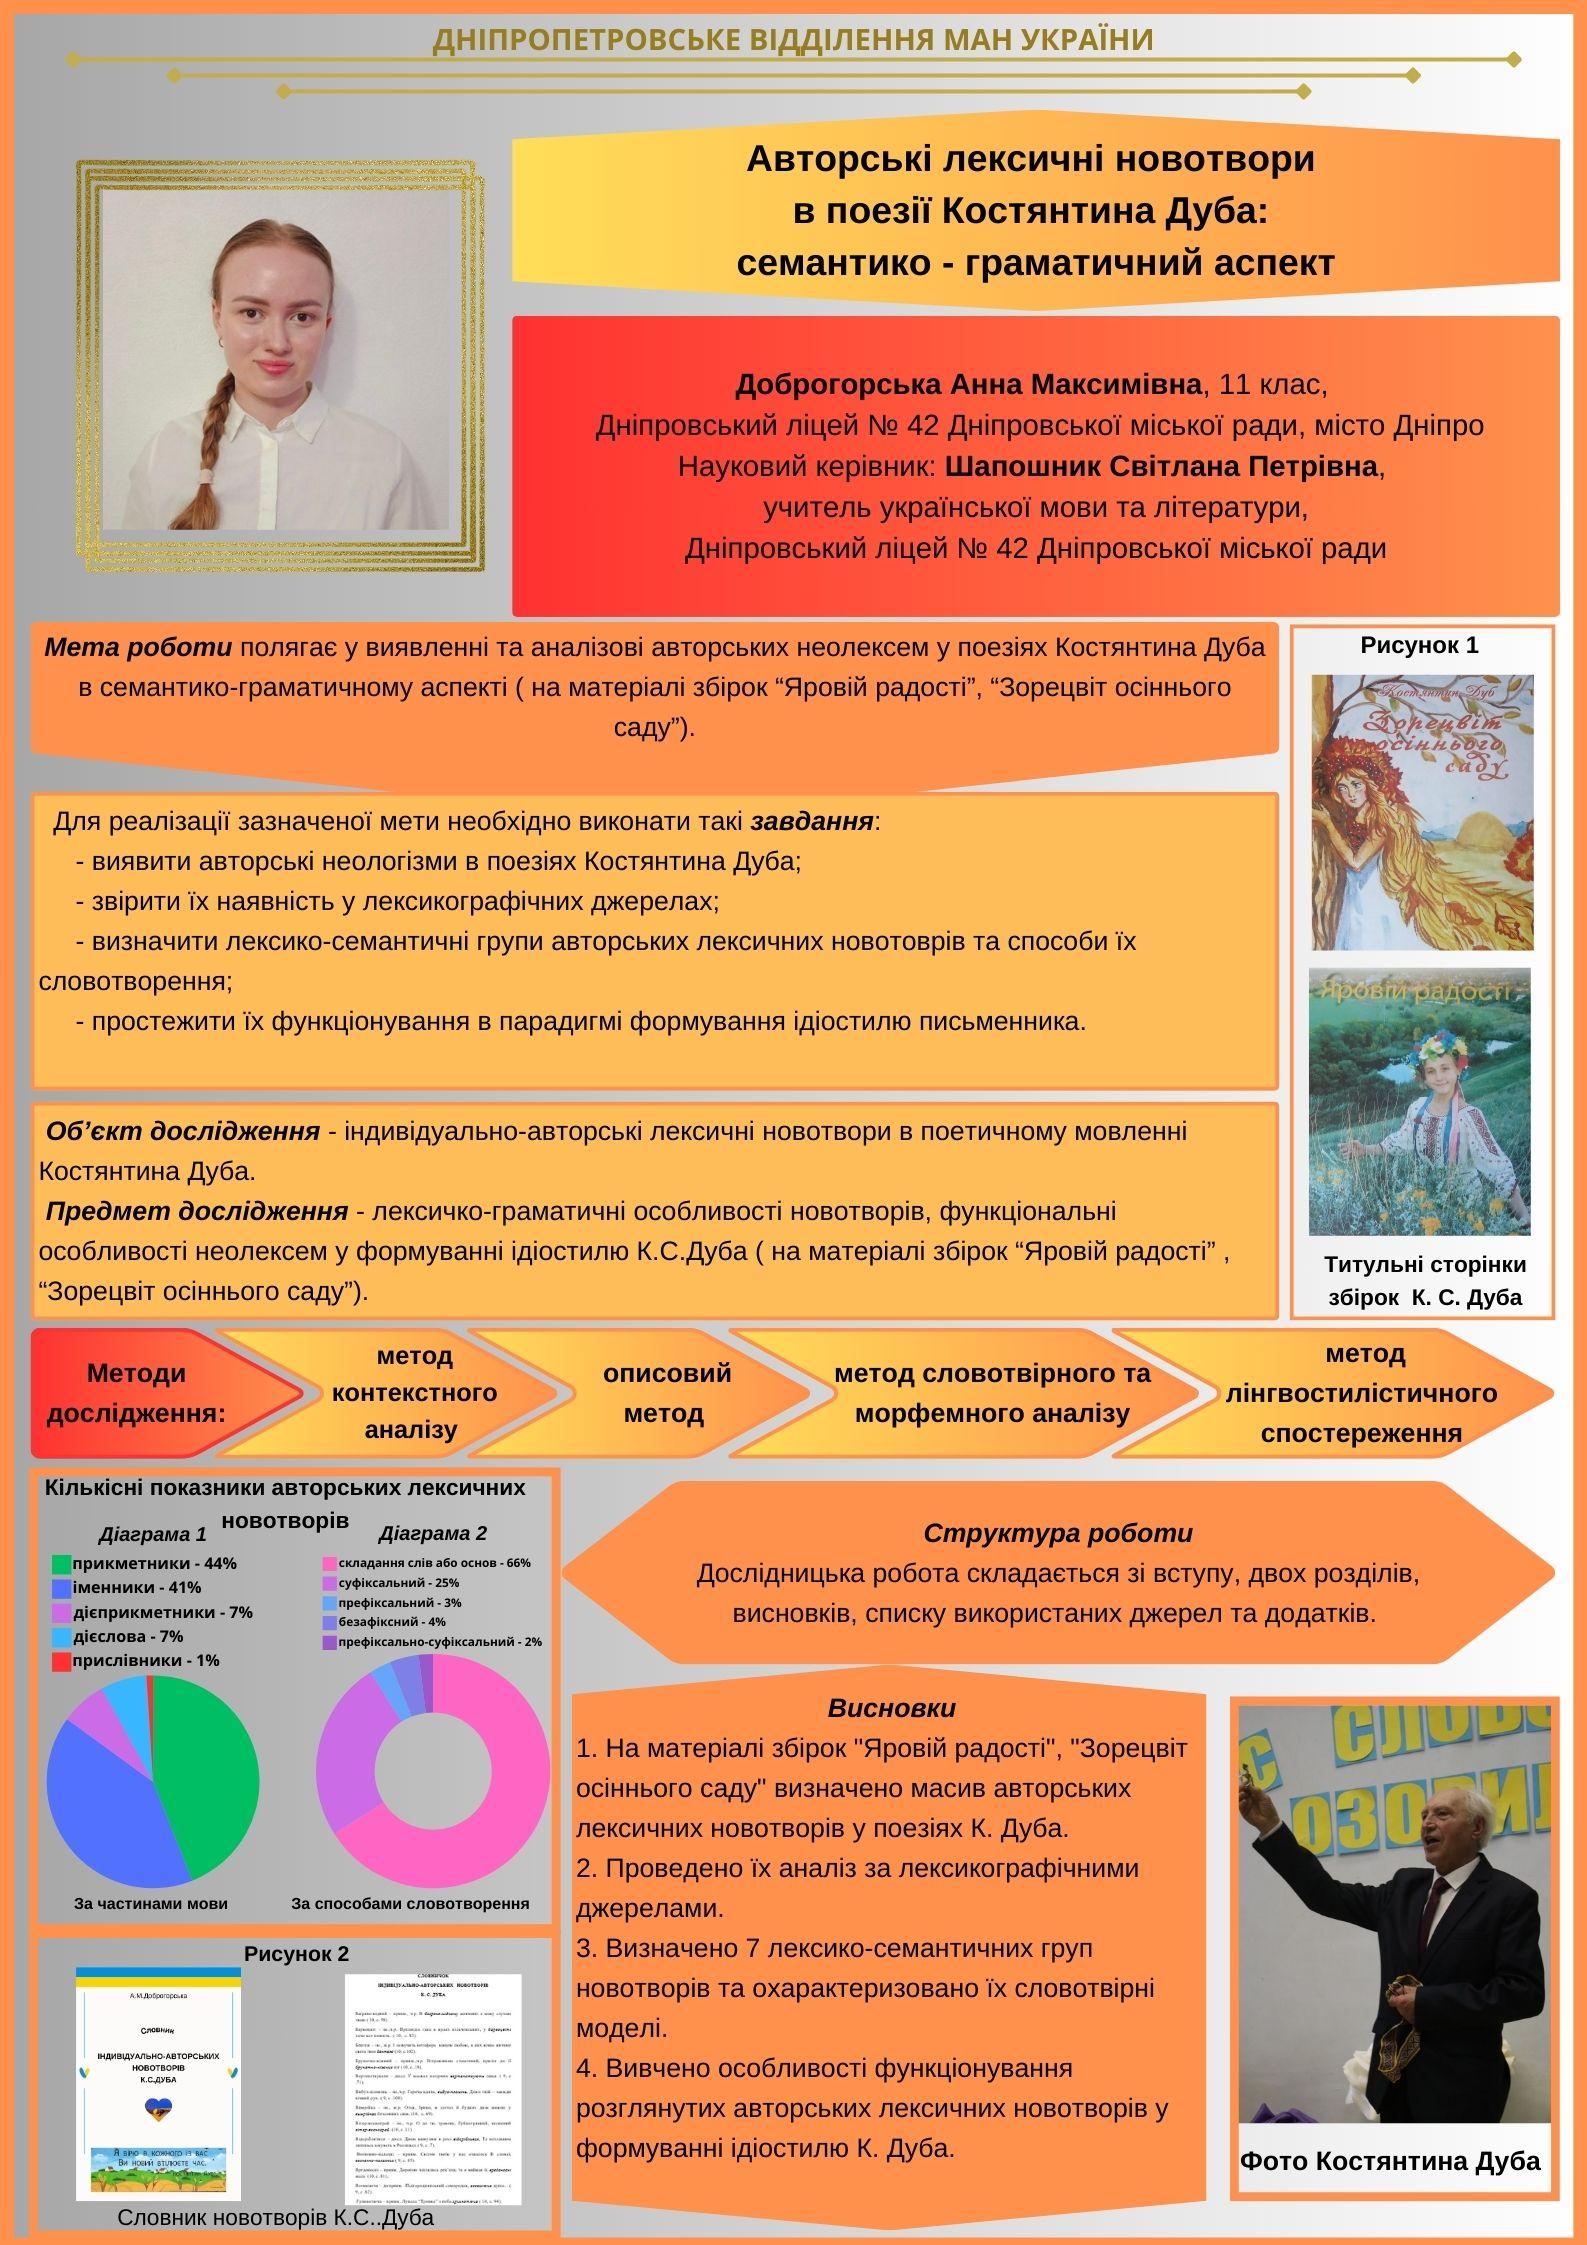 ДНІПРОПЕТРОВСЬКЕ ВІДДІЛЕННЯ МАН УКРАЇНИ
Авторські лексичні новотвори
в поезії Костянтина Дуба:
семантико - граматичний аспект
Доброгорська Анна Максимівна, 11 клас,
Дніпровський ліцей № 42 Дніпровської міської ради, місто Дніпро
Науковий керівник: Шапошник Світлана Петрівна,
учитель української мови та літератури,
Дніпровський ліцей № 42 Дніпровської міської ради
Мета роботи полягає у виявленні та аналізові авторських неолексем у поезіях Костянтина Дуба
в семантико-граматичному аспекті ( на матеріалі збірок “Яровій радості”, “Зорецвіт осіннього
саду”).
Для реалізації зазначеної мети необхідно виконати такі завдання:
- виявити авторські неологізми в поезіях Костянтина Дуба;
- звірити їх наявність у лексикографічних джерелах;
- визначити лексико-семантичні групи авторських лексичних новотоврів та способи їх
словотворення;
- простежити їх функціонування в парадигмі формування ідіостилю письменника.
Об’єкт дослідження - індивідуально-авторські лексичні новотвори в поетичному мовленні
Костянтина Дуба.
Предмет дослідження - лексичко-граматичні особливості новотворів, функціональні
особливості неолексем у формуванні ідіостилю К.С.Дуба ( на матеріалі збірок “Яровій радості” ,
“Зорецвіт осіннього саду”).
Рисунок 1
Костянтин Дуб
Зорецвіт
осіннього
саду
Яровій радості
Титульні сторінки
збірок К. С. Дуба
Методи
дослідження:
метод
контекстного
аналізу
описовий
метод
метод словотвірного та
морфемного аналізу
метод
лінгвостилістичного
спостереження
Кількісні показники авторських лексичних
новотворів
Діаграма 1
прикметники - 44%
іменники - 41%
дієприкметники - 7%
дієслова - 7%
прислівники - 1%
За частинами мови
Діаграма 2
складання слів або основ - 66%
суфіксальний - 25%
префіксальний - 3%
безафіксний - 4%
префіксально-суфіксальний - 2%
За способами словотворення
Структура роботи
Дослідницька робота складається зі вступу, двох розділів,
висновків, списку використаних джерел та додатків.
Висновки
1. На матеріалі збірок "Яровій радості", "Зорецвіт
осіннього саду" визначено масив авторських
лексичних новотворів у поезіях К. Дуба.
2. Проведено їх аналіз за лексикографічними
джерелами.
3. Визначено 7 лексико-семантичних груп
новотворів та охарактеризовано їх словотвірні
моделі.
4. Вивчено особливості функціонування
розглянутих авторських лексичних новотворів у
формуванні ідіостилю К. Дуба.
Фото Костянтина Дуба
Рисунок 2
А.М.Доброгорська
Словник
ІНДИВІДУАЛЬНО-АВТОРСЬКИХ
НОВОТВОРІВ
К.С.ДУБА
Я ВІРЮ В КОЖНОГО ІЗ ВАС
ВИ НОВИЙ ВТІЛЮЄТЕ ЧАС.
СЛОВНИЧОК
ІНДИВІДУАЛЬНО-АВТОРСЬКИХ НОВОТВОРІВ
К. С. ДУБА
Словник новотворів К.С..Дуба